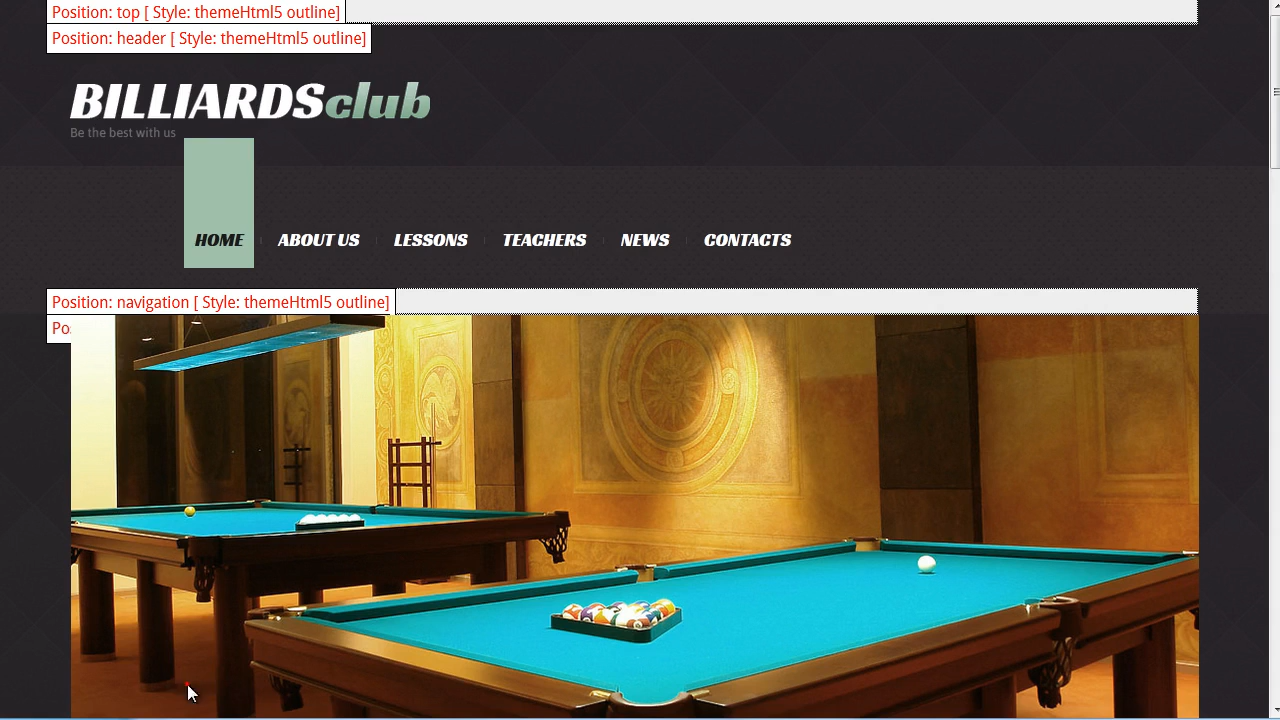 Position: top [ Style: themeHtml5 outline]
Position: header [ Style: themeHtml5 outline]
BILLIARDSclub
Be the best with us
HOME
ABOUT US
LESSONS
TEACHERS
NEWS
CONTACTS
Position: navigation [ Style: themeHtml5 outline]